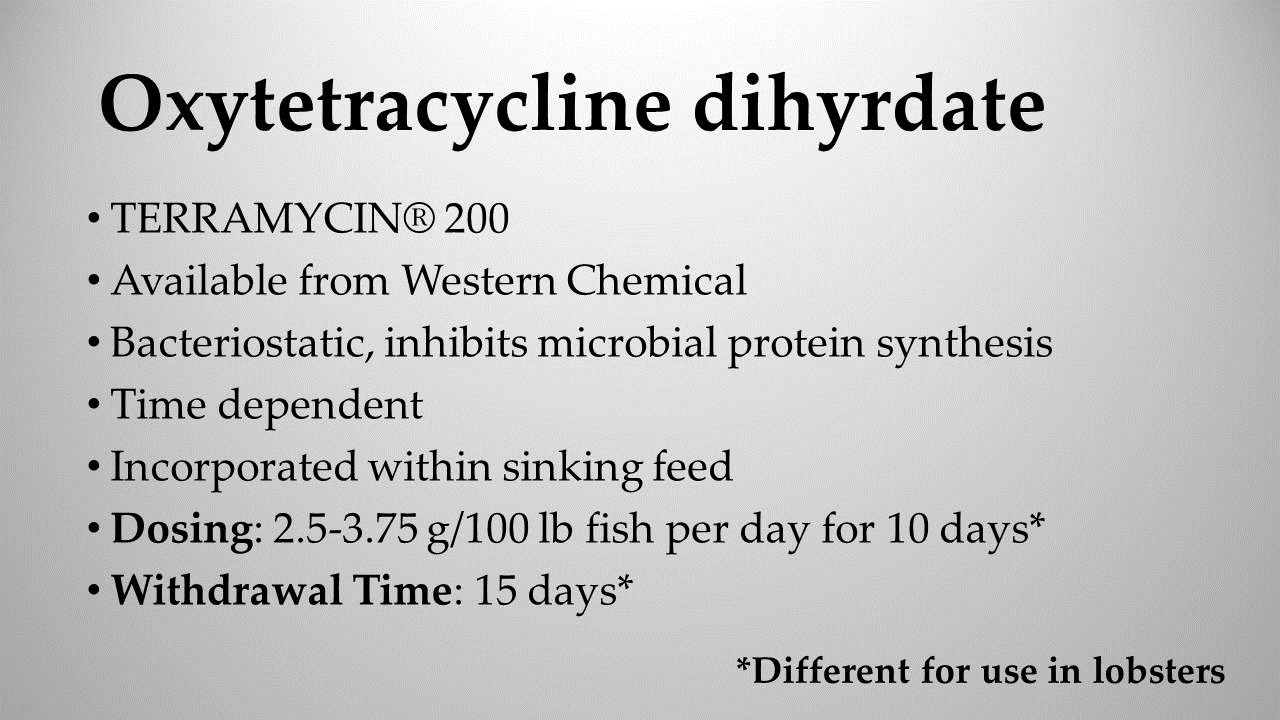 Oxytetracycline dihyrdate
• TERRAMYCIN® 200
• Available from Western Chemical
• Bacteriostatic, inhibits microbial protein synthesis
• Time dependent
• Incorporated within sinking feed
• Dosing: 2.5-3.75 g/100 lb fish per day for 10 days*
• Withdrawal Time: 15 days*
*Different for use in lobsters